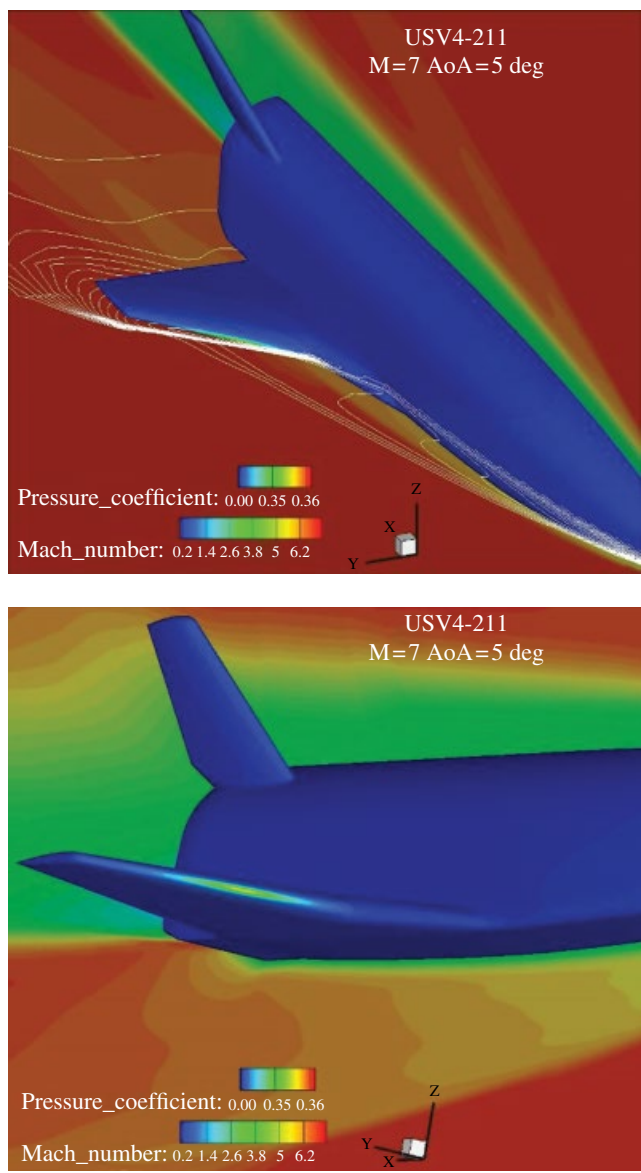 USV4-211
M=7 AoA=5 deg
Pressure_coefficient: 0.00 0.35 0.36
Mach_number: 0.2 1.4 2.6 3.8 5 6.2
Z
X
Y
USV4-211
M=7 AoA=5 deg
Pressure_coefficient: 0.00 0.35 0.36
Mach_number: 0.2 1.4 2.6 3.8 5 6.2
Z
Y
X